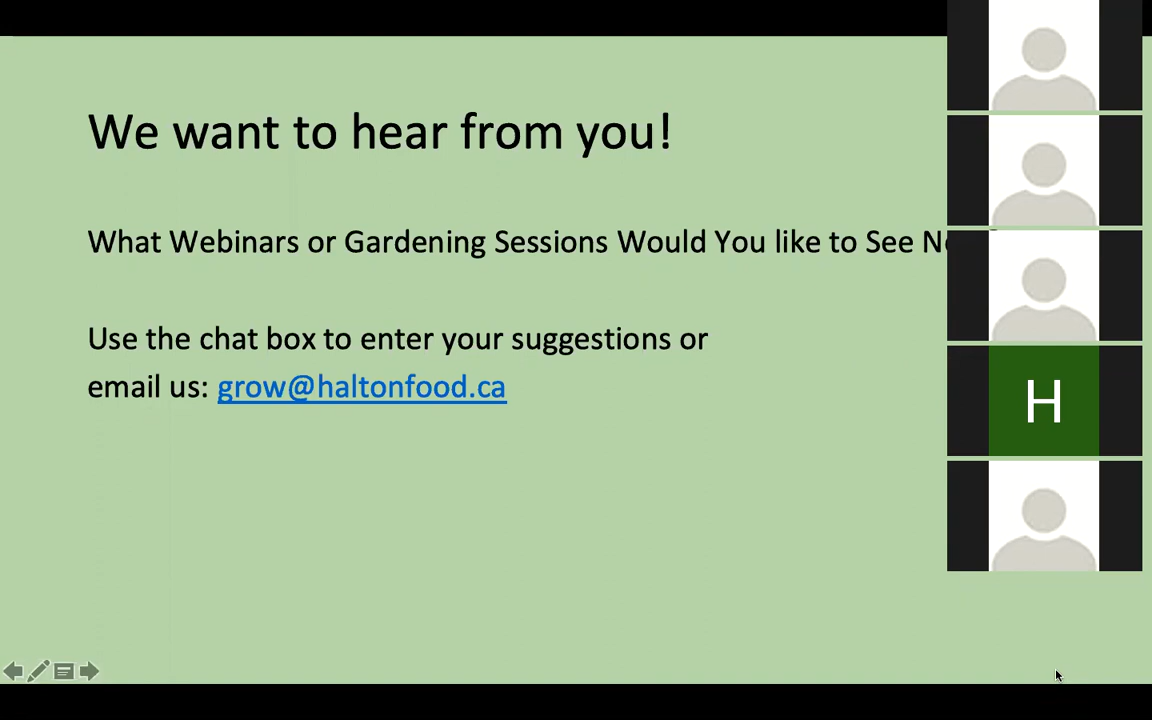 We want to hear from you!
What Webinars or Gardening Sessions Would You like to See
Use the chat box to enter your suggestions or
email us: grow@haltonfood.ca
H